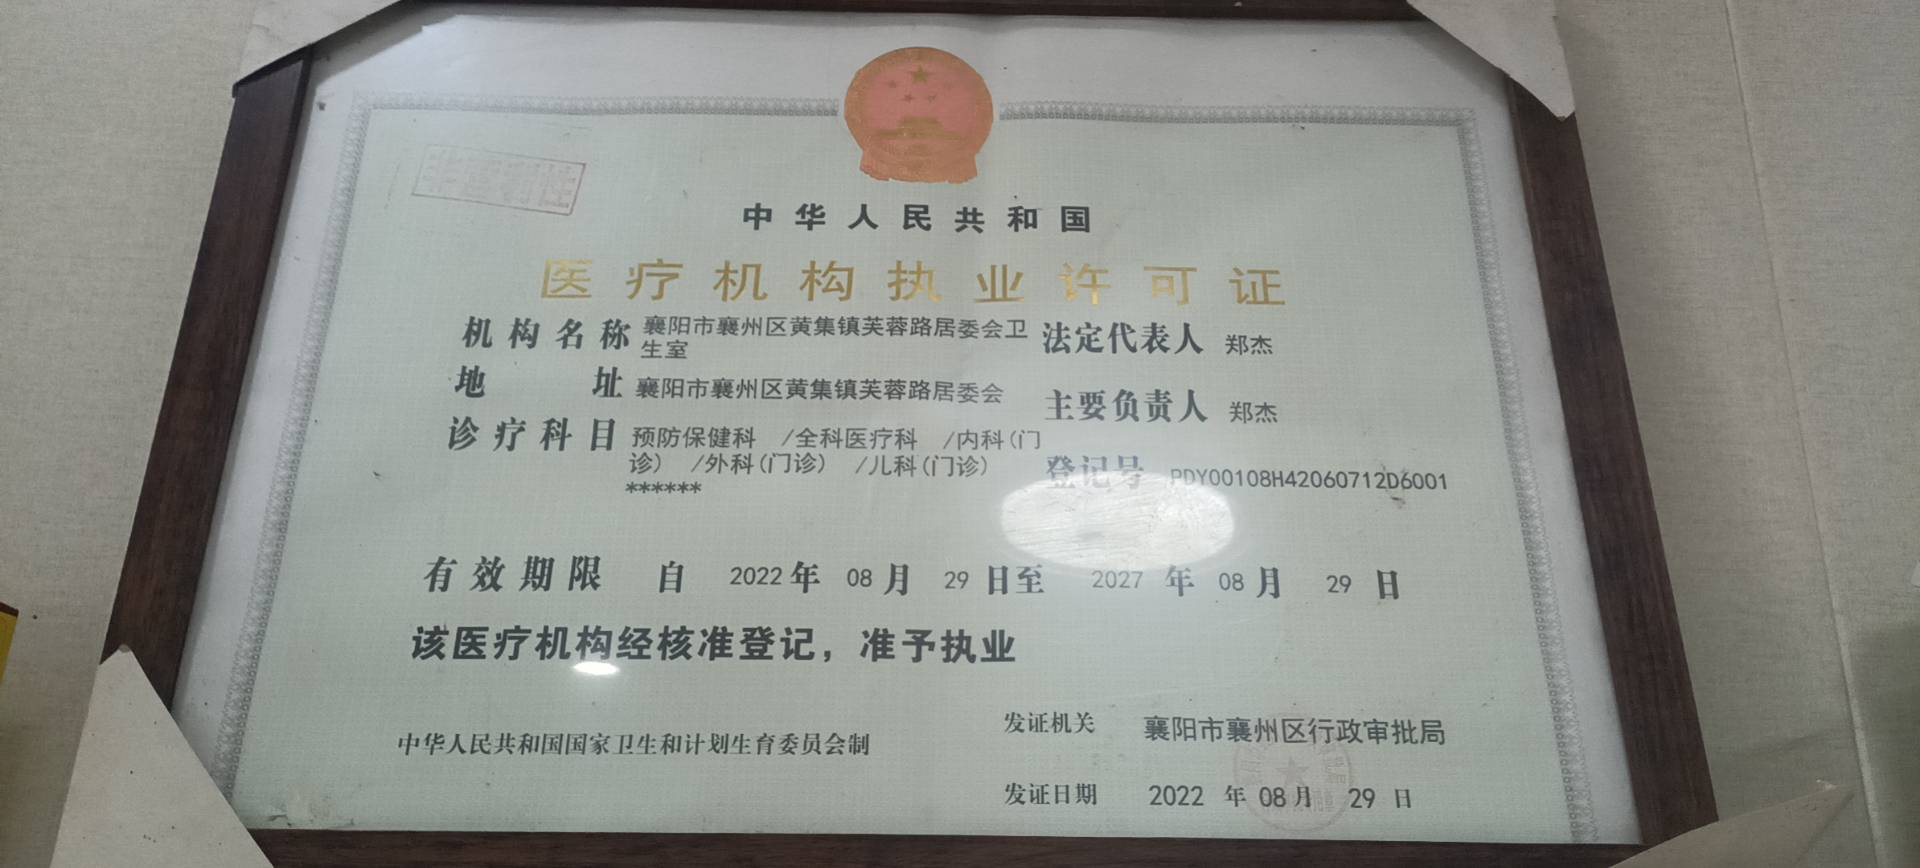 中华人民共和国
医疗机构执业许可证
机构名称 襄阳市襄州区黄集镇芙蓉路居委会卫
生室
法定代表人 郑杰
地址 襄阳市襄州区黄集镇芙蓉路居委会
主要负责人 郑杰
诊疗科目 预防保健科 /全科医疗科 /内科(门
诊) /外科(门诊) /儿科(门诊)
******
登记号 PDY00108H42060712D6001
有效期限 自 2022 年 08 月 29 日至 2027 年 08 月 29 日
该医疗机构经核准登记，准予执业
中华人民共和国国家卫生和计划生育委员会制
发证机关 襄阳市襄州区行政审批局
发证日期 2022 年 08 月 29 日